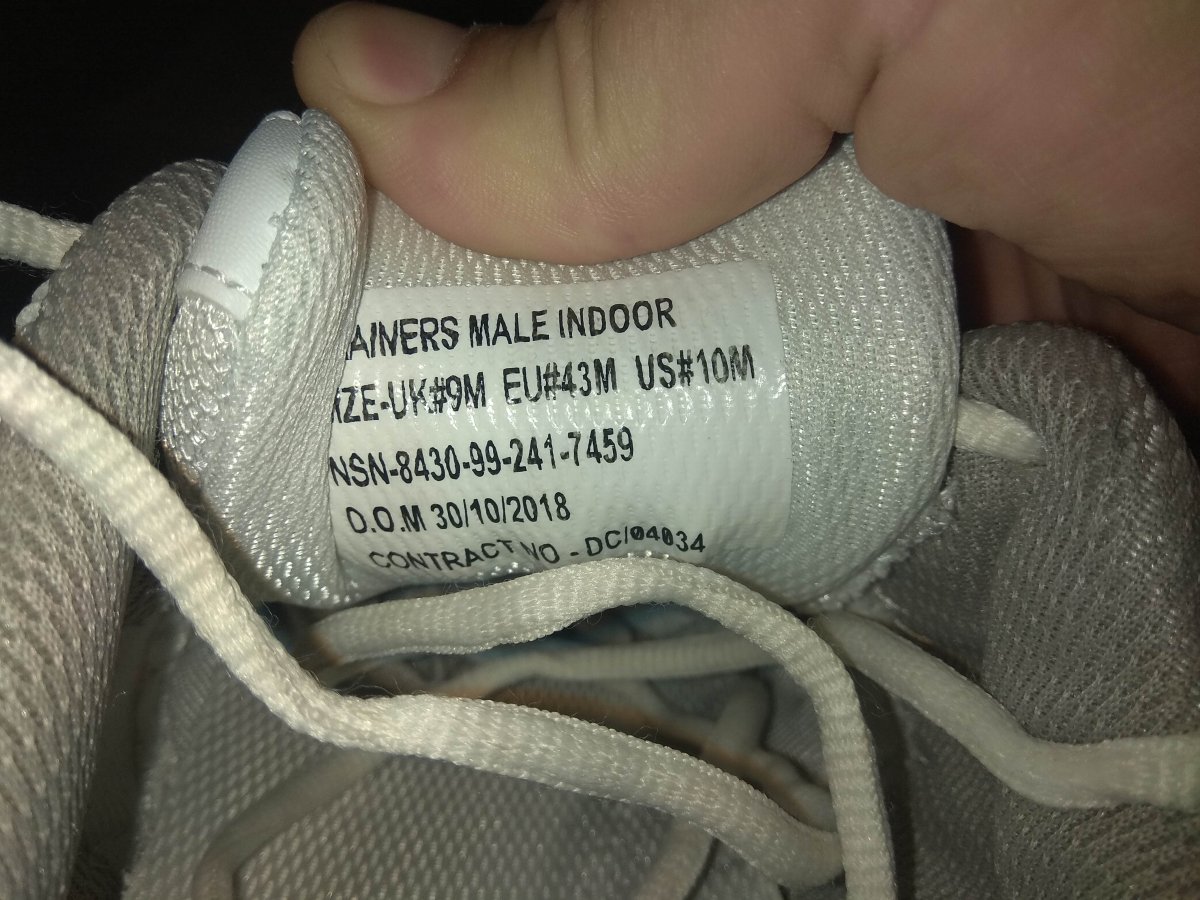 AINERS MALE INDOOR
ZE-UK#9M EU#43M US#10M
NSN-8430-99-241-7459
D.O.M 30/10/2018
CONTRACT NO - DC/04034